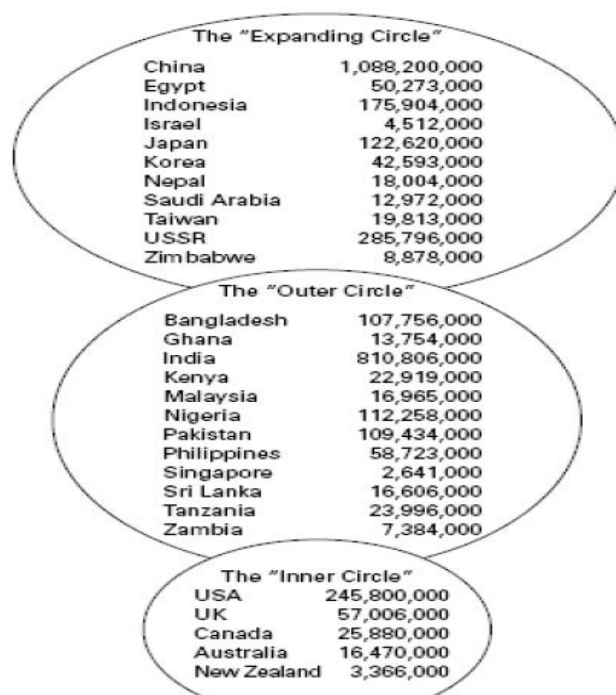 The "Expanding Circle"
China 1,088,200,000
Egypt 50,273,000
Indonesia 175,904,000
Israel 4,512,000
Japan 122,620,000
Korea 42,593,000
Nepal 18,004,000
Saudi Arabia 12,972,000
Taiwan 19,813,000
USSR 285,796,000
Zimbabwe 8,878,000
The "Outer Circle"
Bangladesh 107,756,000
Ghana 13,754,000
India 810,806,000
Kenya 22,919,000
Malaysia 16,965,000
Nigeria 112,258,000
Pakistan 109,434,000
Philippines 58,723,000
Singapore 2,641,000
Sri Lanka 16,606,000
Tanzania 23,996,000
Zambia 7,384,000
The "Inner Circle"
USA 245,800,000
UK 57,006,000
Canada 25,880,000
Australia 16,470,000
New Zealand 3,366,000